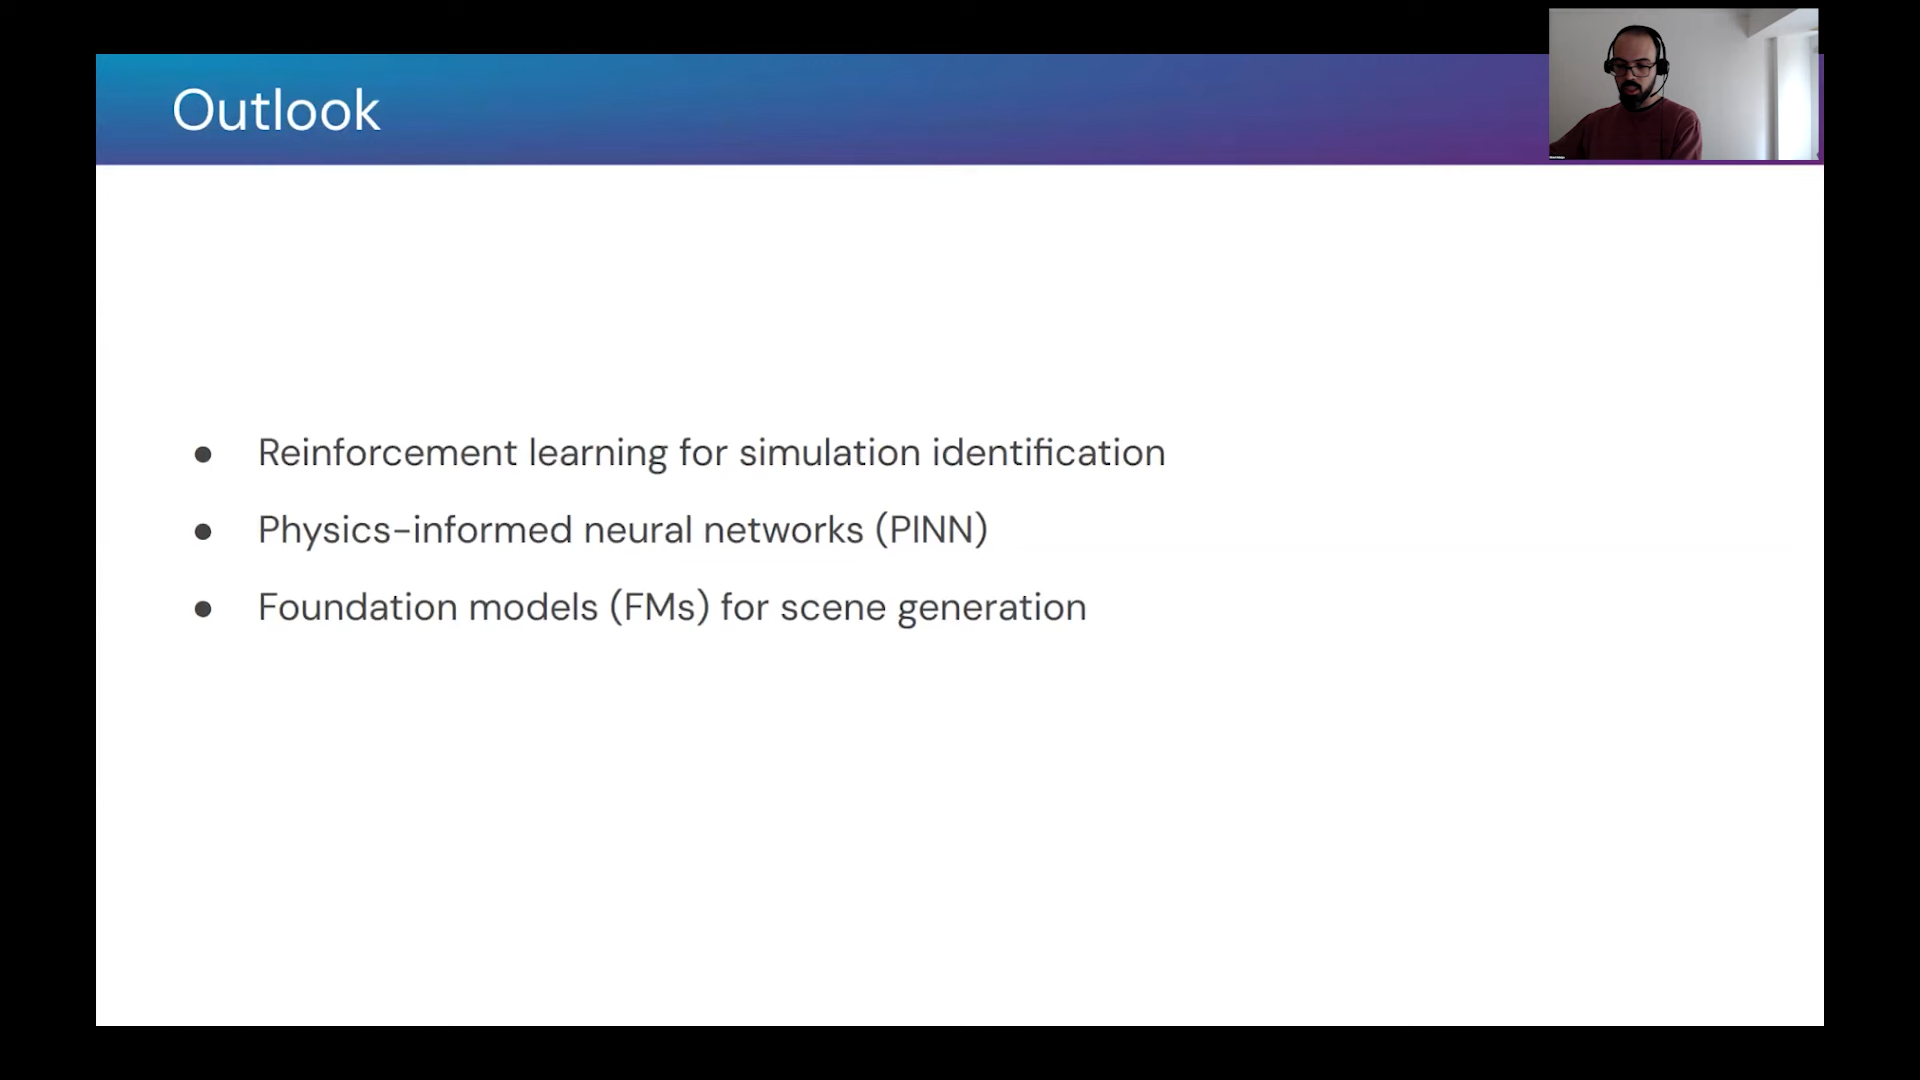 Outlook
● Reinforcement learning for simulation identification
● Physics-informed neural networks (PINN)
● Foundation models (FMs) for scene generation